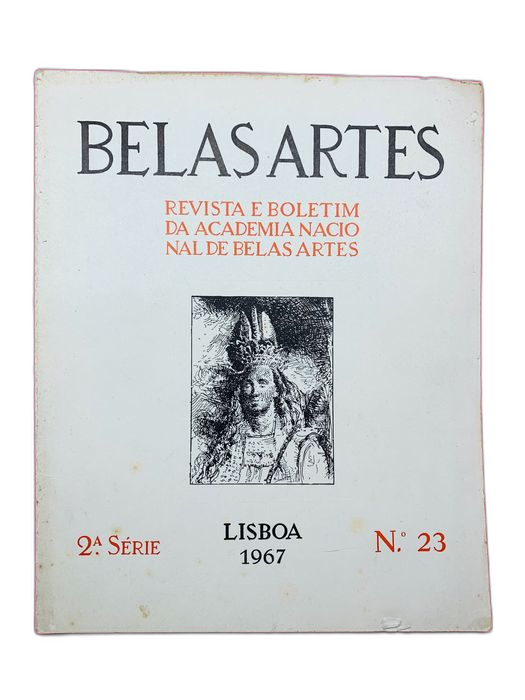 BELAS ARTES
REVISTA E BOLETIM
DA ACADEMIA NACIO
NAL DE BELAS ARTES
2.ª SÉRIE
LISBOA
1967
N.º 23